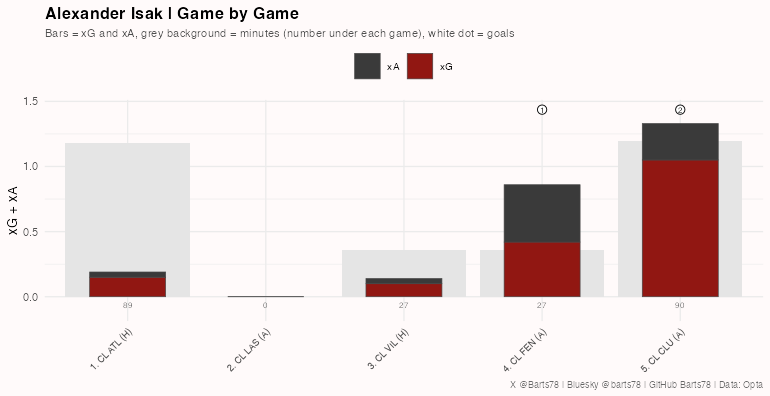 Alexander Isak | Game by Game
Bars = xG and xA, grey background = minutes (number under each game), white dot = goals
xA
xG
1.5
1.0
0.5
0.0
xG + xA
1
2
89
0
27
27
90
1. CL ATL (H)
2. CL LAS (A)
3. CL VIL (H)
4. CL FEN (A)
5. CL CLU (A)
X @Barts78 | Bluesky @barts78 | GitHub Barts78 | Data: Opta